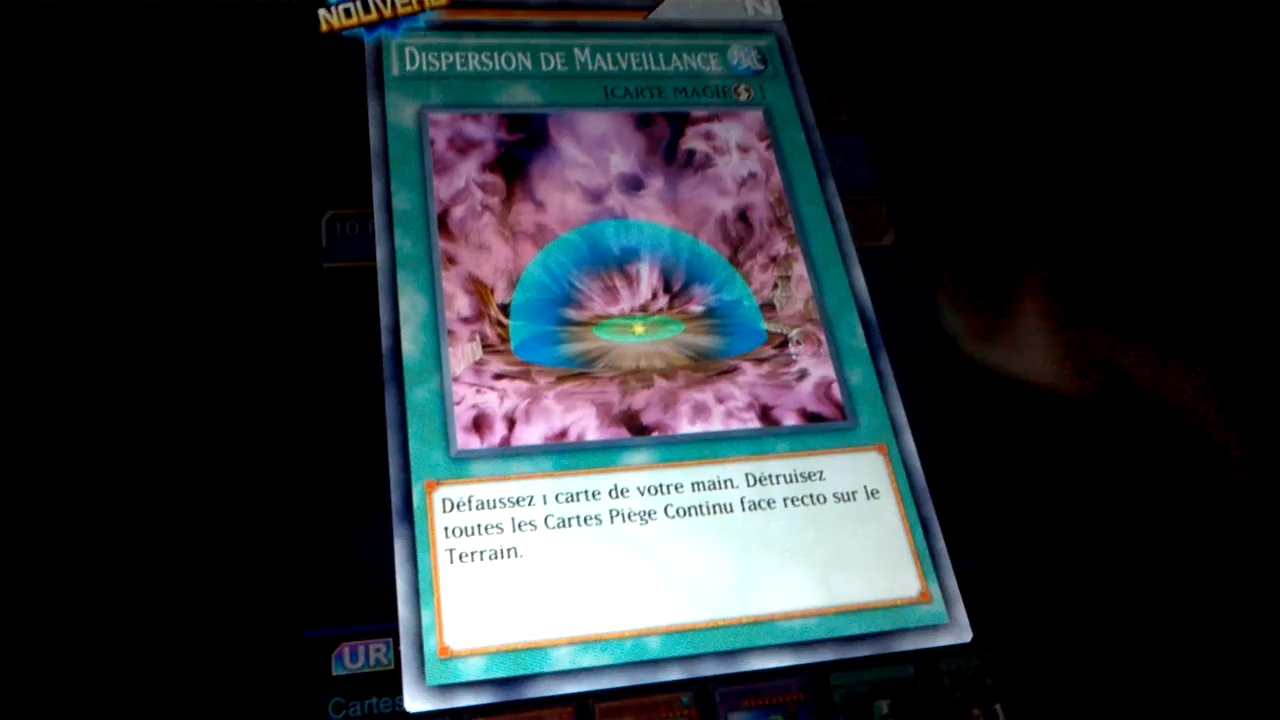 NOUVEAU
N
DISPERSION DE MALVEILLANCE
[CARTE MAGIE ]
10
Défaussez 1 carte de votre main. Détruisez
toutes les Cartes Piège Continu face recto sur le
Terrain.
UR
Cartes